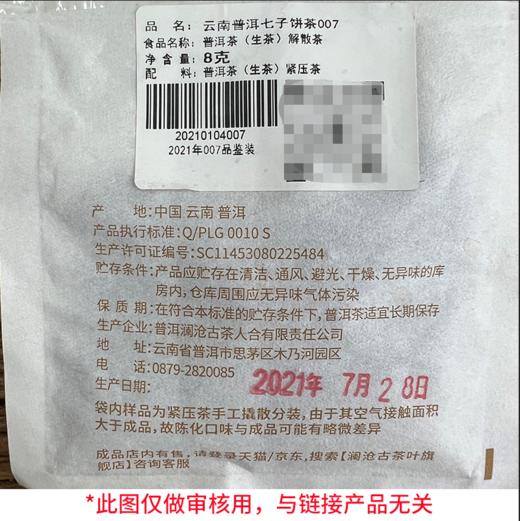 品　名：云南普洱七子饼茶007
食品名称：普洱茶（生茶）解散茶
净含量：8克
配　料：普洱茶（生茶）紧压茶
20210104007
2021年007品鉴装
产　地：中国 云南 普洱
产品执行标准：Q/PLG 0010 S
生产许可证编号：SC11453080225484
贮存条件：产品应贮存在清洁、通风、避光、干燥、无异味的库
房内，仓库周围应无异味气体污染
保 质 期：在符合本标准的贮存条件下，普洱茶适宜长期保存
生产企业：普洱澜沧古茶人合有限责任公司
地　址：云南省普洱市思茅区木乃河园区
电　话：0879-2820085
生产日期：2021年 7月28日
袋内样品为紧压茶手工撬散分装，由于其空气接触面积
大于成品，故陈化口味与成品可能有略微差异
成品店内有售，请登录天猫/京东，搜索【澜沧古茶叶旗
舰店】咨询客服
*此图仅做审核用，与链接产品无关